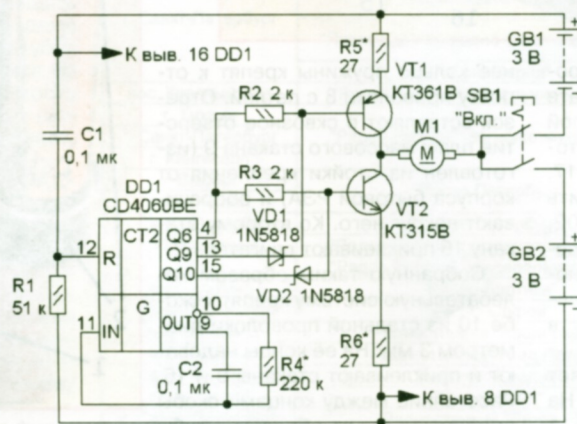 К выв. 16 DD1
R5*
27
VT1
КТ361В
GB1
3 В
SB1
"Вкл."
R2 2 к
C1
0,1 мк
M1
M
R3 2 к
DD1
CD4060BE
VD1
1N5818
VT2
КТ315В
CT2
Q8
4
Q9
13
Q10
15
12
R
GB2
3 В
R1
51 к
G
VD2 1N5818
11
IN
10
OUT
9
R6*
27
R4*
220 к
C2
0,1 мк
К выв. 8 DD1